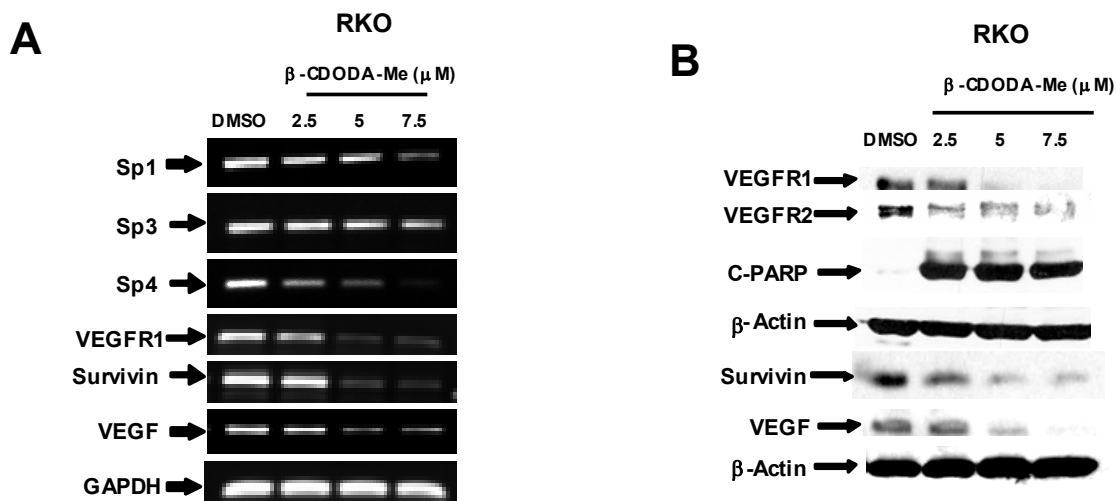 A
RKO
β-CDODA-Me (μM)
DMSO 2.5 5 7.5
Sp1
Sp3
Sp4
VEGFR1
Survivin
VEGF
GAPDH
B
RKO
β-CDODA-Me (μM)
DMSO 2.5 5 7.5
VEGFR1
VEGFR2
C-PARP
β-Actin
Survivin
VEGF
β-Actin